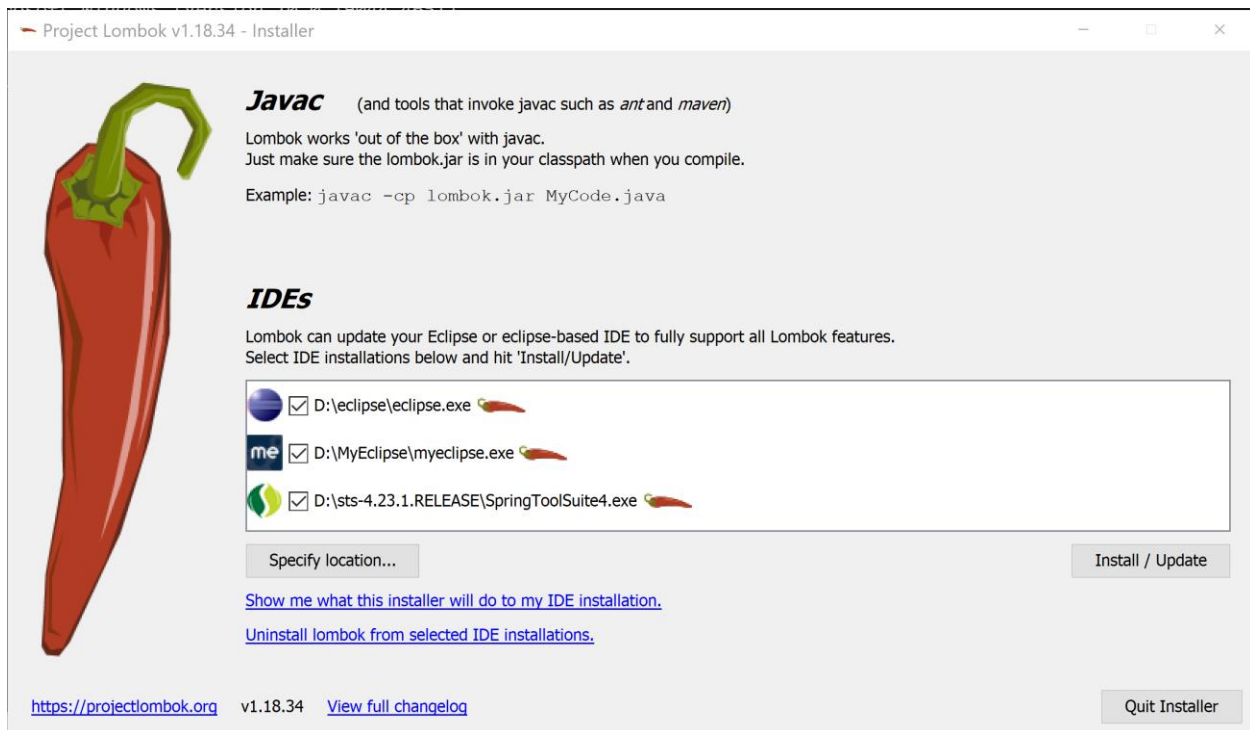 Project Lombok v1.18.34 - Installer
Javac (and tools that invoke javac such as ant and maven)
Lombok works 'out of the box' with javac.
Just make sure the lombok.jar is in your classpath when you compile.
Example: javac -cp lombok.jar MyCode.java
IDEs
Lombok can update your Eclipse or eclipse-based IDE to fully support all Lombok features.
Select IDE installations below and hit 'Install/Update'.
D:\eclipse\eclipse.exe
me D:\MyEclipse\myeclipse.exe
D:\sts-4.23.1.RELEASE\SpringToolSuite4.exe
Specify location... Install / Update
Show me what this installer will do to my IDE installation.
Uninstall lombok from selected IDE installations.
https://projectlombok.org v1.18.34 View full changelog Quit Installer